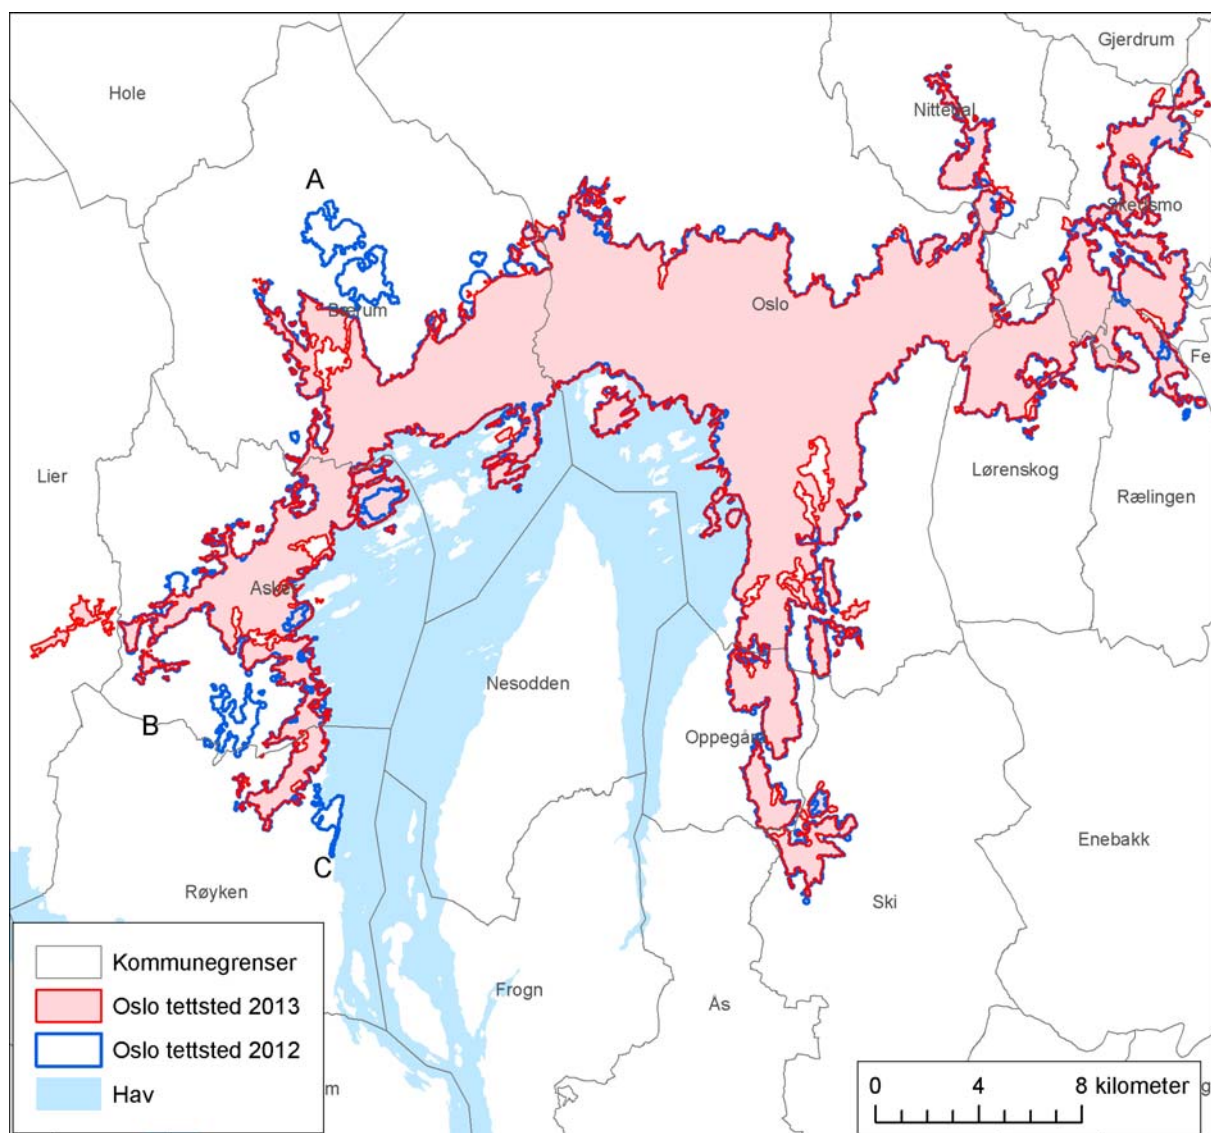 Gjerdrum
Hole
Nittedal
A
Skedsmo
Bærum
Oslo
Fe
Lier
Lørenskog
Rælingen
Asker
Nesodden
B
Oppegård
Enebakk
C
Røyken
Ski
Kommunegrenser
Oslo tettsted 2013
Oslo tettsted 2012
Hav
Frogn
Ås
m
0 4 8 kilometer
g